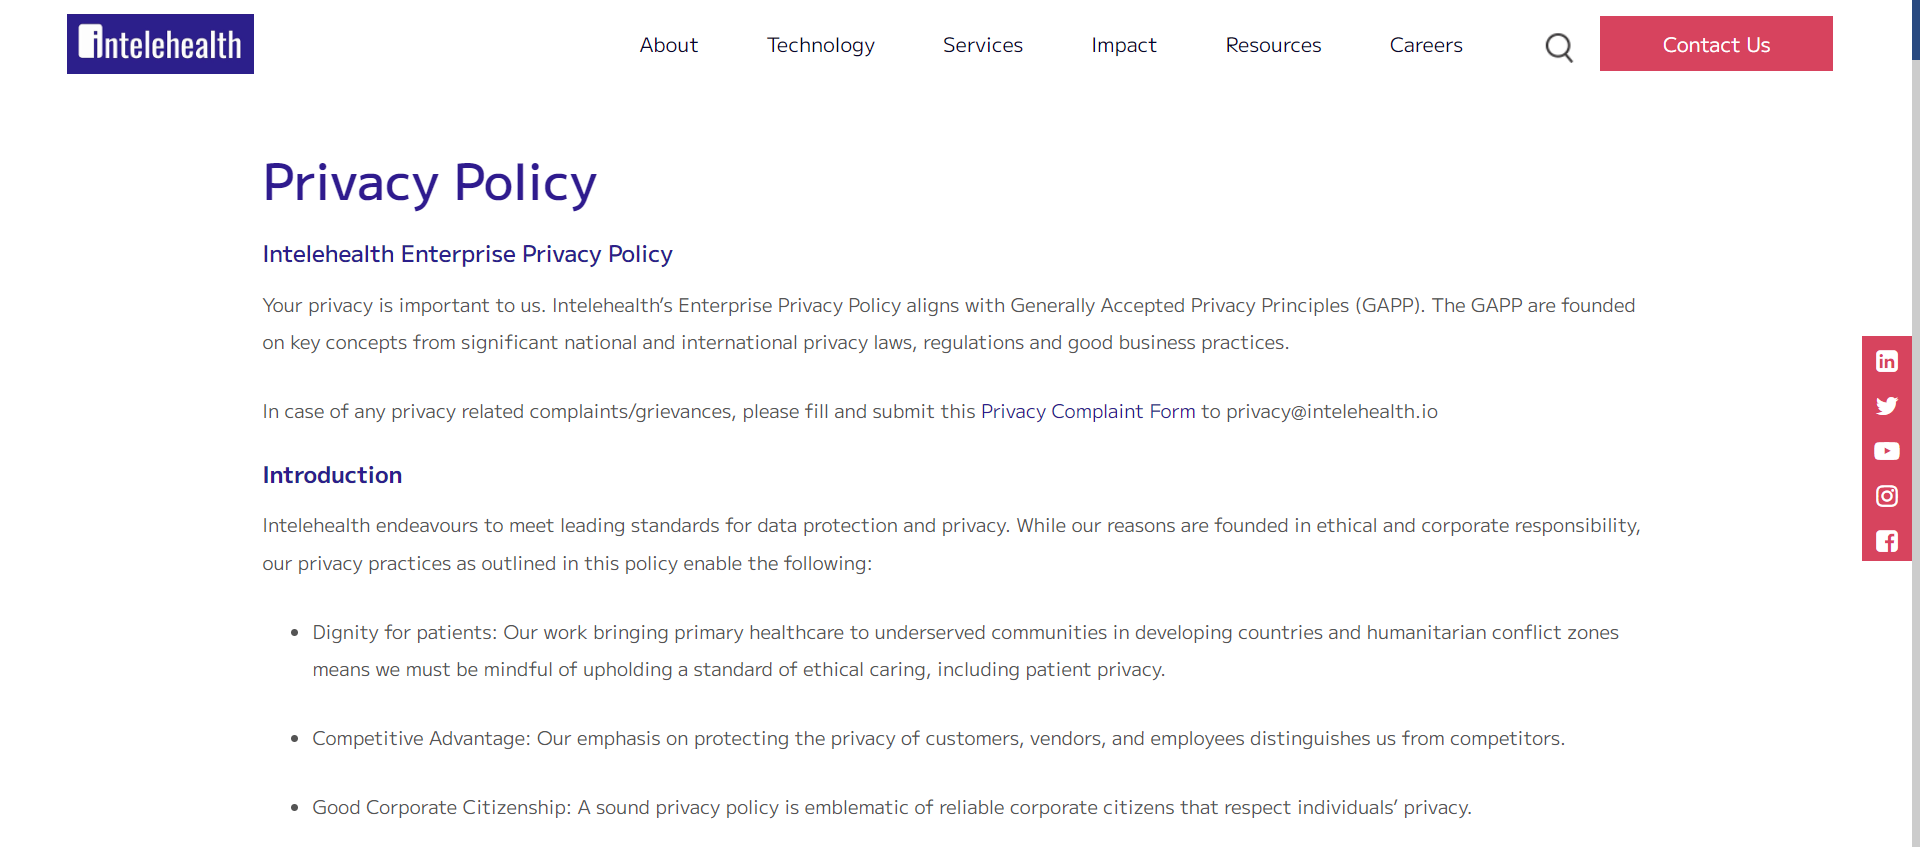 intelehealth
About Technology Services Impact Resources Careers Contact Us
Privacy Policy
Intelehealth Enterprise Privacy Policy
Your privacy is important to us. Intelehealth’s Enterprise Privacy Policy aligns with Generally Accepted Privacy Principles (GAPP). The GAPP are founded
on key concepts from significant national and international privacy laws, regulations and good business practices.
In case of any privacy related complaints/grievances, please fill and submit this Privacy Complaint Form to privacy@intelehealth.io
Introduction
Intelehealth endeavours to meet leading standards for data protection and privacy. While our reasons are founded in ethical and corporate responsibility,
our privacy practices as outlined in this policy enable the following:
• Dignity for patients: Our work bringing primary healthcare to underserved communities in developing countries and humanitarian conflict zones
means we must be mindful of upholding a standard of ethical caring, including patient privacy.
• Competitive Advantage: Our emphasis on protecting the privacy of customers, vendors, and employees distinguishes us from competitors.
• Good Corporate Citizenship: A sound privacy policy is emblematic of reliable corporate citizens that respect individuals’ privacy.